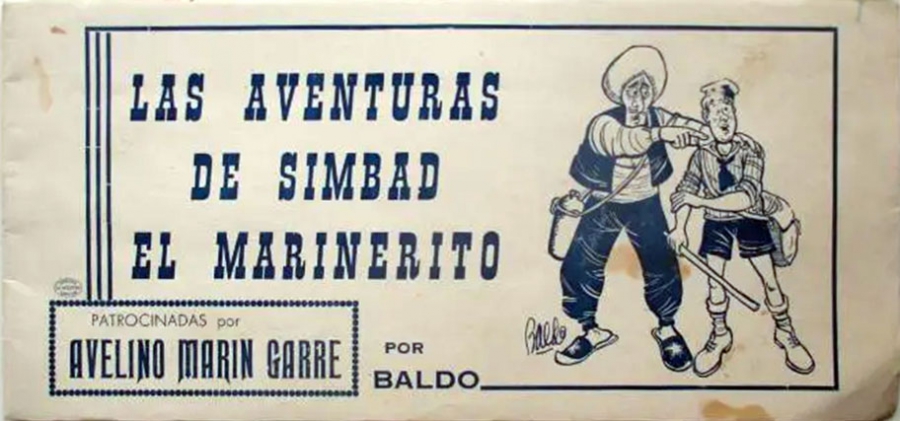 LAS AVENTURAS
DE SIMBAD
EL MARINERITO
PATROCINADAS por
AVELINO MARIN GARRE
POR
BALDO
Baldo